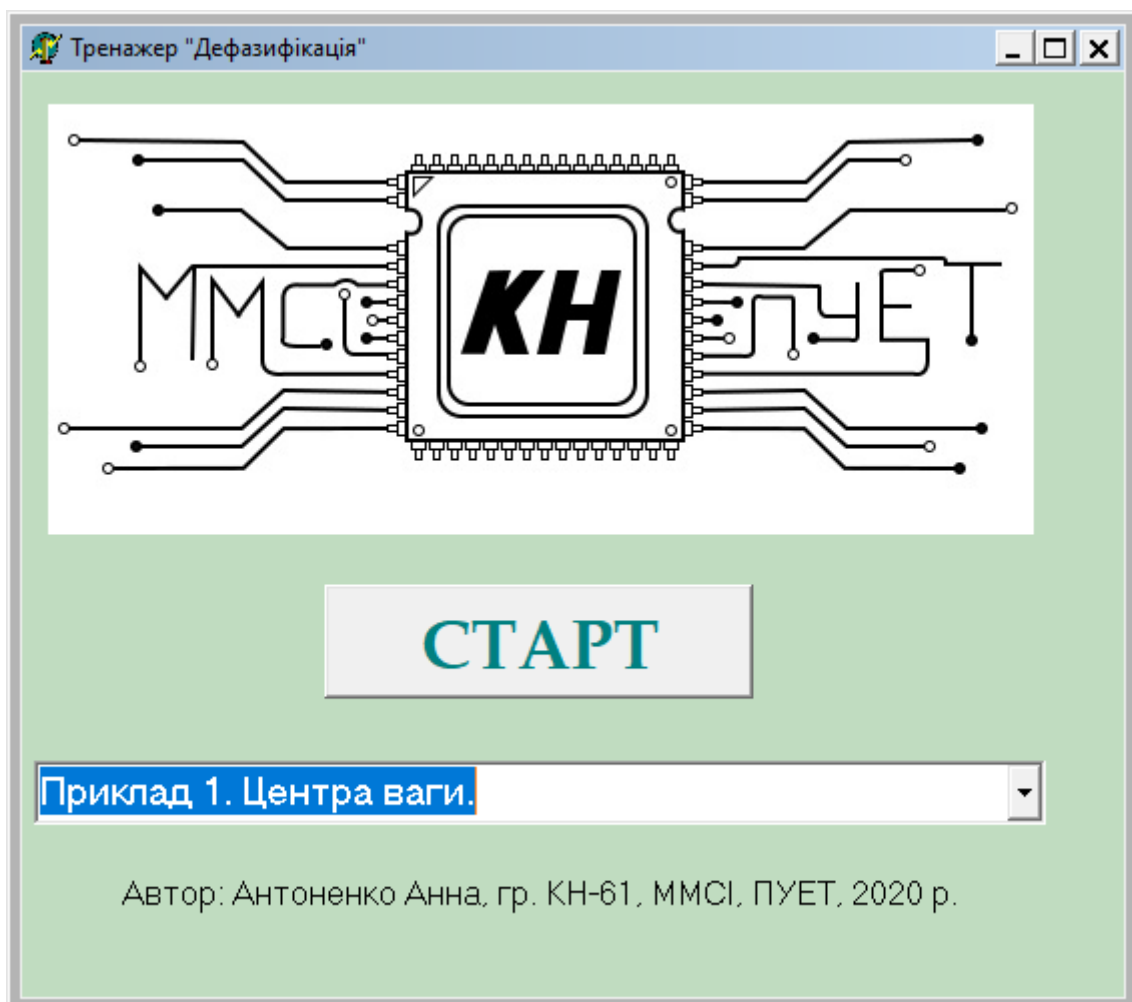 Тренажер "Дефазифікація"
ММСІ КН ПУЕТ
СТАРТ
Приклад 1. Центра ваги.
Автор: Антоненко Анна, гр. КН-61, ММСІ, ПУЕТ, 2020 р.